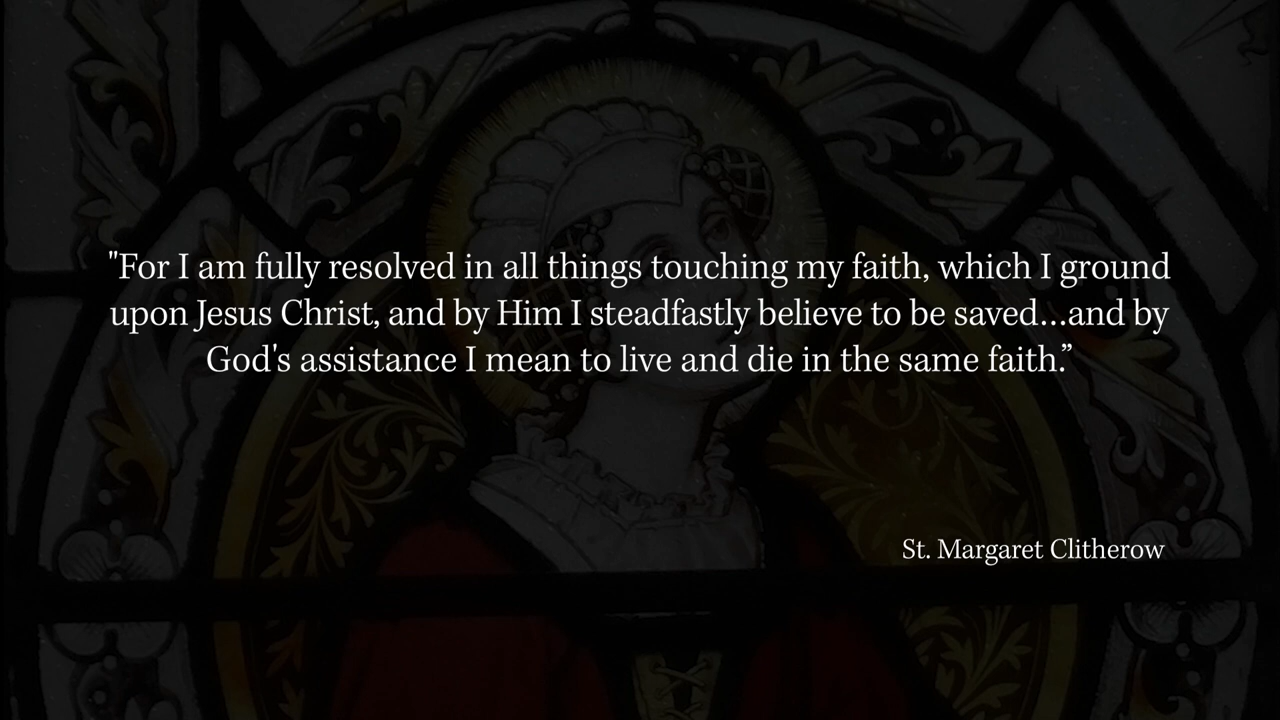 "For I am fully resolved in all things touching my faith, which I ground
upon Jesus Christ, and by Him I steadfastly believe to be saved...and by
God's assistance I mean to live and die in the same faith.”
St. Margaret Clitherow